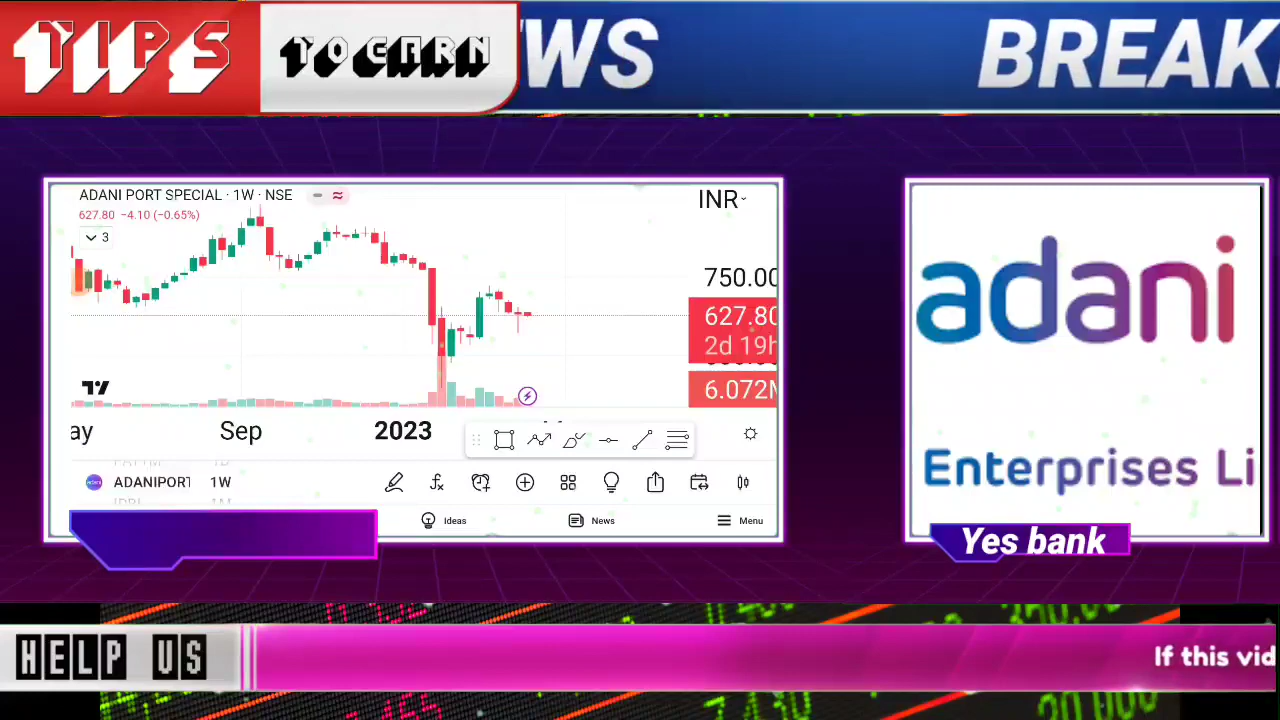 TIPS
TO EARN
WS
BREAK
ADANI PORT SPECIAL · 1W · NSE
627.80 −4.10 (−0.65%)
3
INR
750.00
627.80
2d 19h
6.072M
ay
Sep
2023
ADANIPORT
1W
Ideas
News
Menu
adani
Enterprises Li
Yes bank
HELP US
If this vid